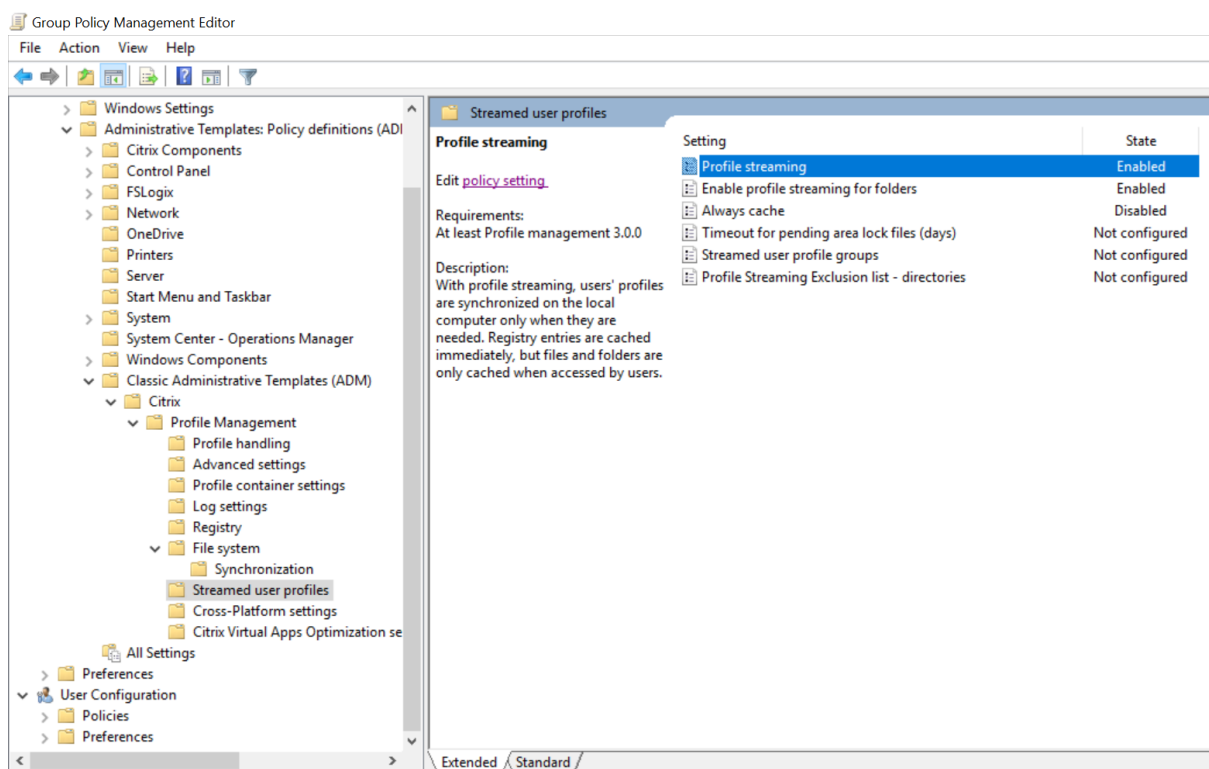 Group Policy Management Editor
File Action View Help
Windows Settings
Administrative Templates: Policy definitions (ADI
Citrix Components
Control Panel
FSLogix
Network
OneDrive
Printers
Server
Start Menu and Taskbar
System
System Center - Operations Manager
Windows Components
Classic Administrative Templates (ADM)
Citrix
Profile Management
Profile handling
Advanced settings
Profile container settings
Log settings
Registry
File system
Synchronization
Streamed user profiles
Cross-Platform settings
Citrix Virtual Apps Optimization se
All Settings
Preferences
User Configuration
Policies
Preferences
Streamed user profiles
Profile streaming
Edit policy setting
Requirements:
At least Profile management 3.0.0
Description:
With profile streaming, users' profiles
are synchronized on the local
computer only when they are
needed. Registry entries are cached
immediately, but files and folders are
only cached when accessed by users.
Setting State
Profile streaming Enabled
Enable profile streaming for folders Enabled
Always cache Disabled
Timeout for pending area lock files (days) Not configured
Streamed user profile groups Not configured
Profile Streaming Exclusion list - directories Not configured
Extended Standard